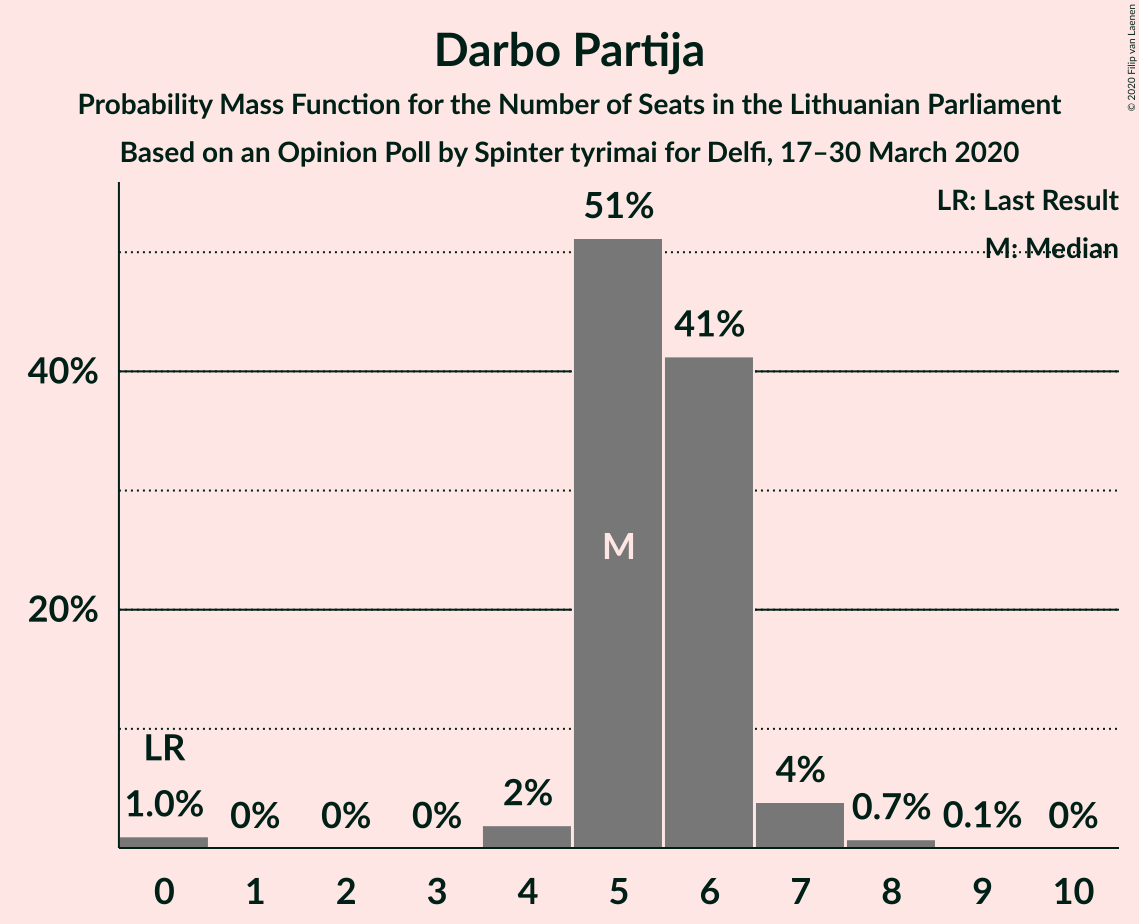 Darbo Partija
Probability Mass Function for the Number of Seats in the Lithuanian Parliament
Based on an Opinion Poll by Spinter tyrimai for Delfi, 17–30 March 2020
© 2020 Filip van Laenen
LR: Last Result
M: Median
51%
41%
40%
M
20%
LR
1.0%
0%
0%
0%
2%
4%
0.7%
0.1%
0%
0 1 2 3 4 5 6 7 8 9 10